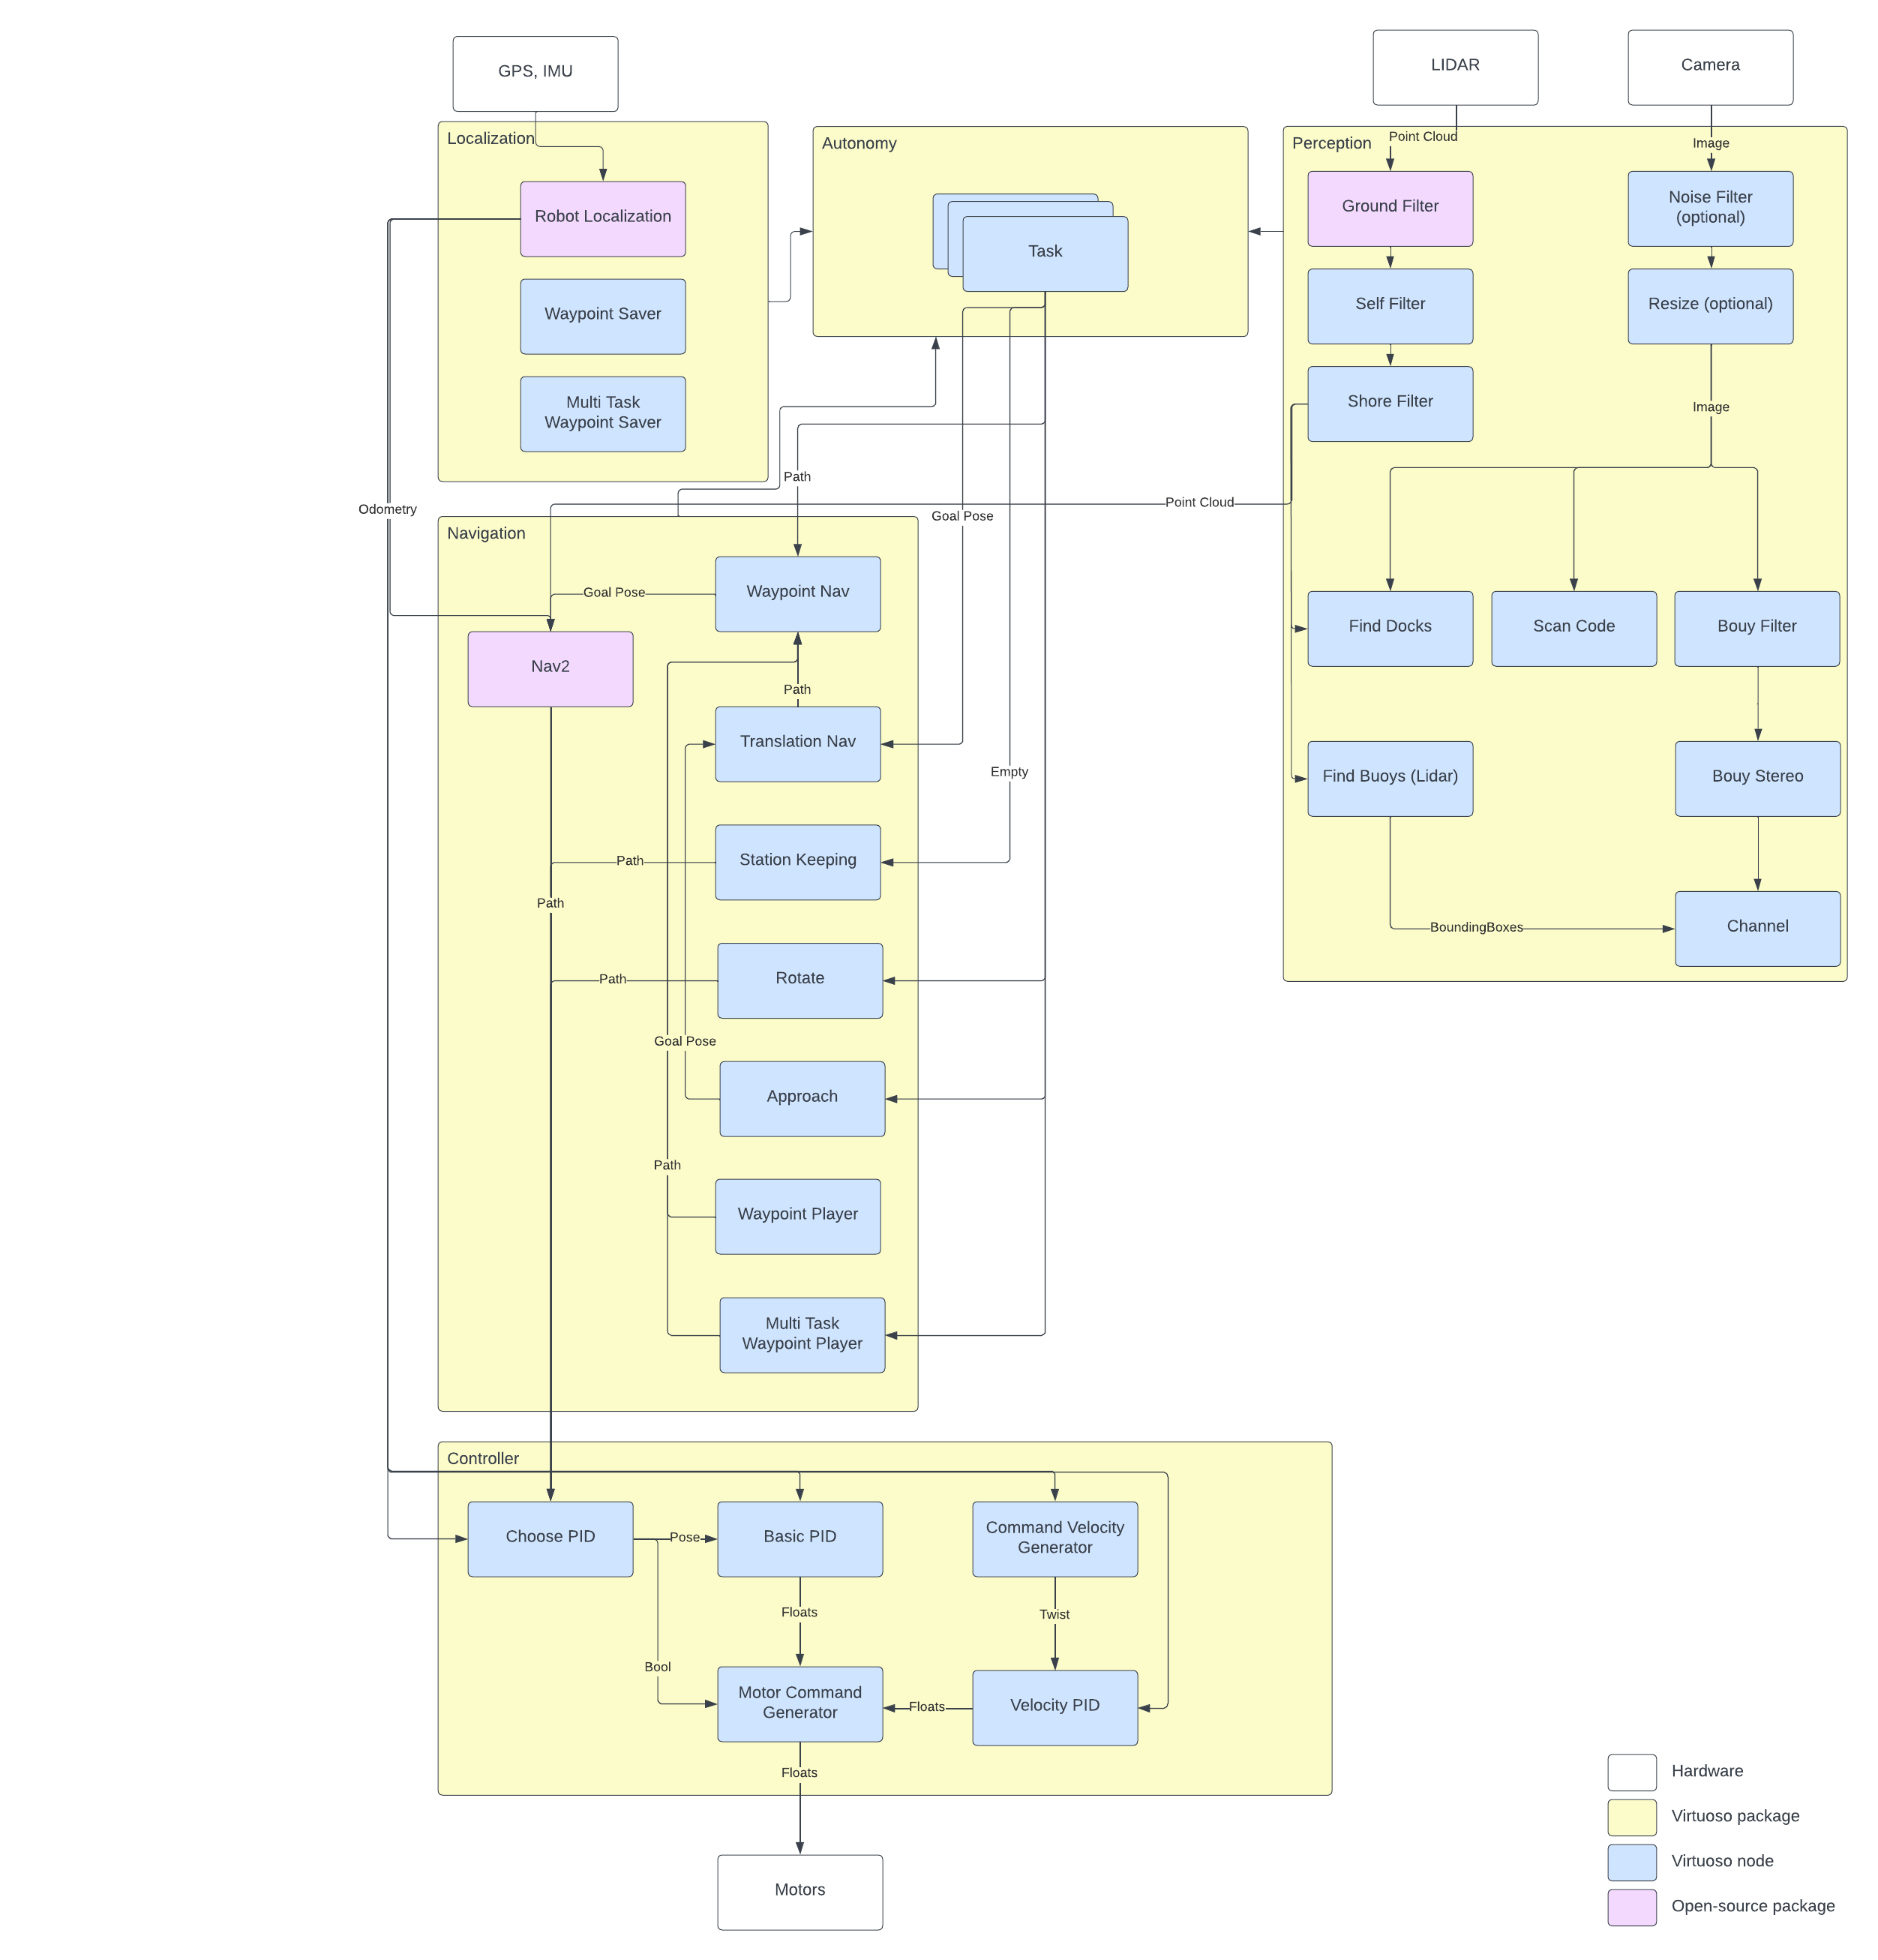 GPS, IMU
LIDAR
Camera
Localization
Autonomy
Perception
Point Cloud
Image
Robot Localization
Waypoint Saver
Multi Task
Waypoint Saver
Task
Ground Filter
Noise Filter
(optional)
Self Filter
Resize (optional)
Shore Filter
Image
Path
Point Cloud
Odometry
Goal Pose
Navigation
Waypoint Nav
Goal Pose
Nav2
Path
Translation Nav
Empty
Station Keeping
Path
Path
Rotate
Path
Goal Pose
Approach
Path
Waypoint Player
Multi Task
Waypoint Player
Find Docks
Scan Code
Bouy Filter
Find Buoys (Lidar)
Bouy Stereo
BoundingBoxes
Channel
Controller
Choose PID
Pose
Basic PID
Command Velocity
Generator
Floats
Twist
Bool
Motor Command
Generator
Floats
Velocity PID
Floats
Motors
Hardware
Virtuoso package
Virtuoso node
Open-source package